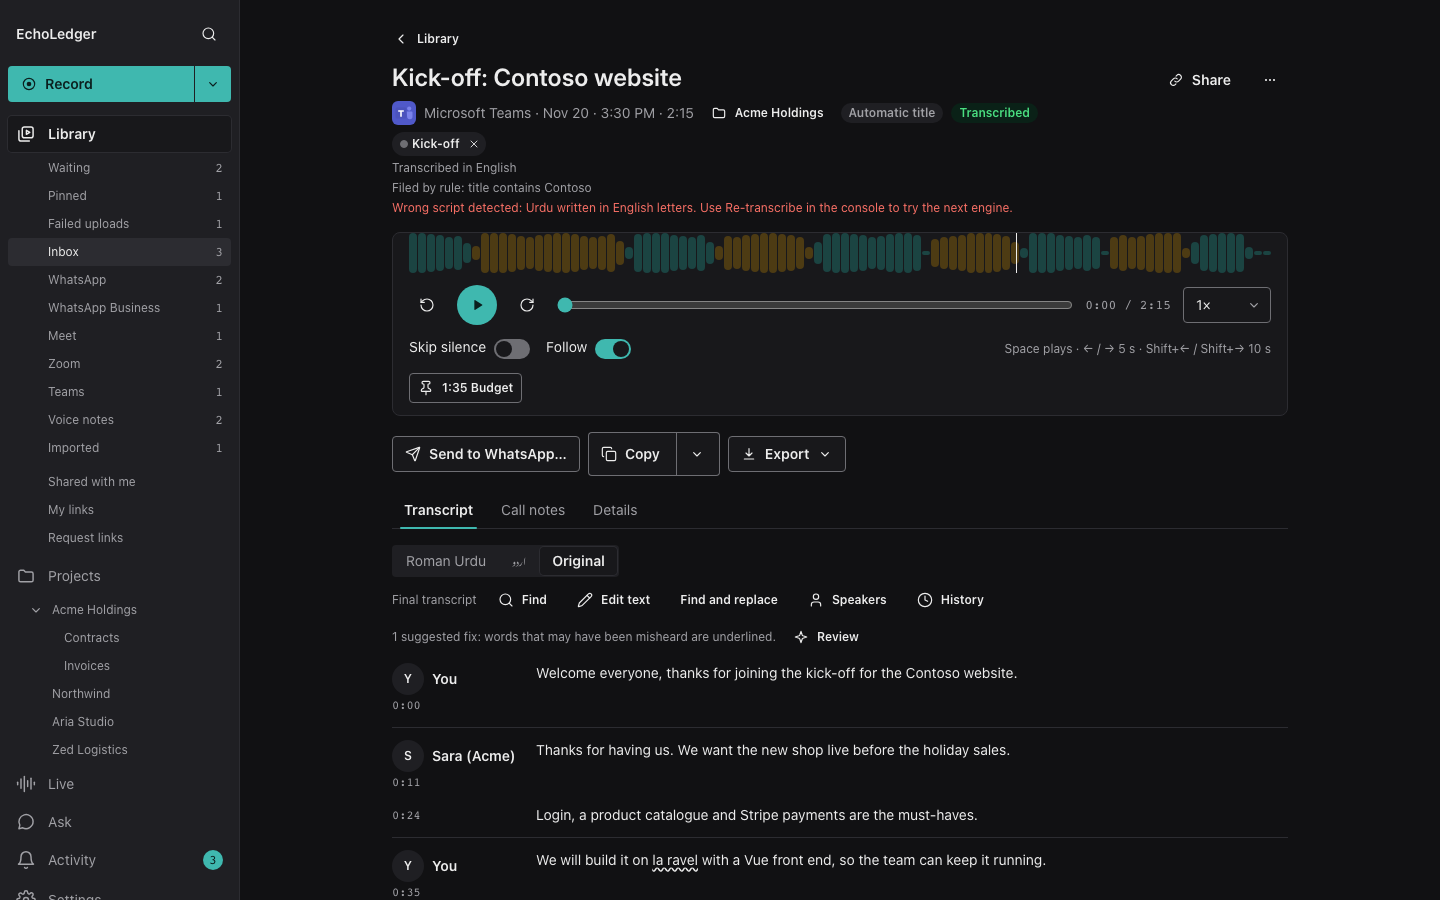 EchoLedger
Record
Library
Waiting 2
Pinned 1
Failed uploads 1
Inbox 3
WhatsApp 2
WhatsApp Business 1
Meet 1
Zoom 2
Teams 1
Voice notes 2
Imported 1
Shared with me
My links
Request links
Projects
Acme Holdings
Contracts
Invoices
Northwind
Aria Studio
Zed Logistics
Live
Ask
Activity 3
Settings
Library
Kick-off: Contoso website
Share
Microsoft Teams · Nov 20 · 3:30 PM · 2:15 Acme Holdings Automatic title Transcribed
Kick-off
Transcribed in English
Filed by rule: title contains Contoso
Wrong script detected: Urdu written in English letters. Use Re-transcribe in the console to try the next engine.
0:00 / 2:15 1x
Skip silence Follow Space plays · ← / → 5 s · Shift+← / Shift+→ 10 s
1:35 Budget
Send to WhatsApp... Copy Export
Transcript Call notes Details
Roman Urdu Original
Final transcript Find Edit text Find and replace Speakers History
1 suggested fix: words that may have been misheard are underlined. Review
Y You Welcome everyone, thanks for joining the kick-off for the Contoso website.
0:00
S Sara (Acme) Thanks for having us. We want the new shop live before the holiday sales.
0:11
0:24 Login, a product catalogue and Stripe payments are the must-haves.
Y You We will build it on la ravel with a Vue front end, so the team can keep it running.
0:35